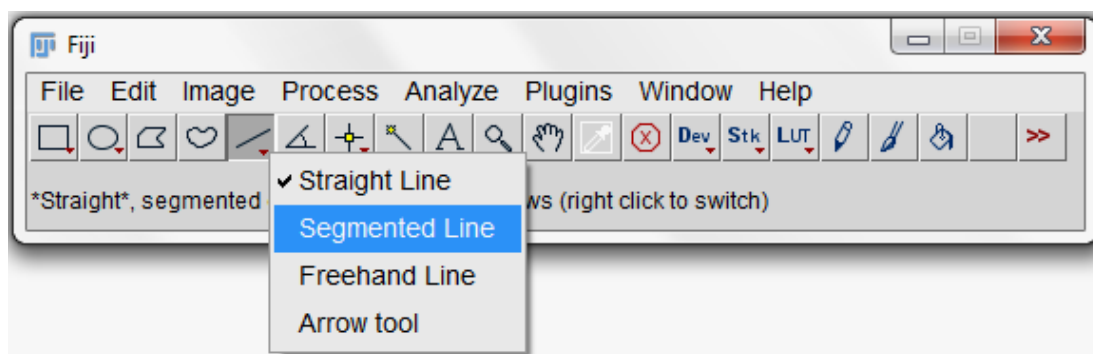 Fiji
File Edit Image Process Analyze Plugins Window Help
A Dev Stk LUT >>
*Straight*, segmented ws (right click to switch)
Straight Line
Segmented Line
Freehand Line
Arrow tool